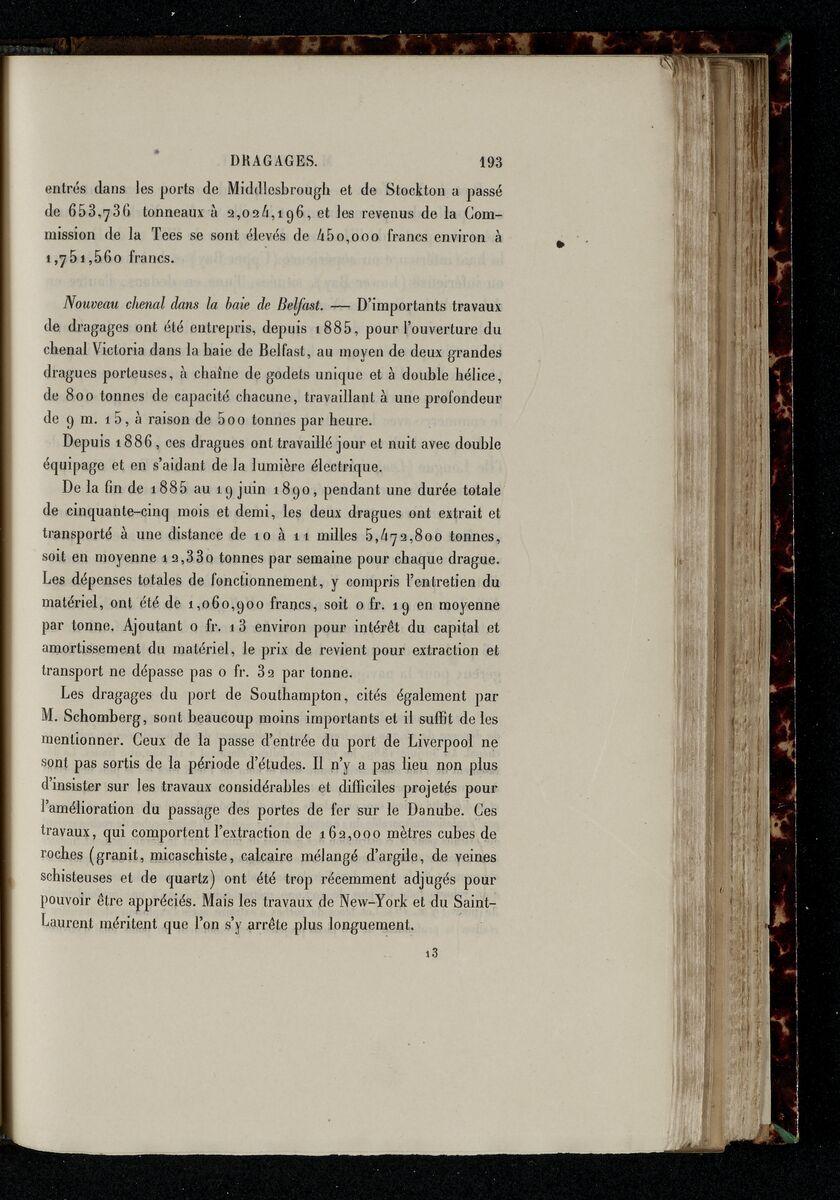 DRAGAGES. 193
entrés dans les ports de Middlesbrough et de Stockton a passé
de 653,736 tonneaux à 2,024,196, et les revenus de la Com-
mission de la Tees se sont élevés de 450,000 francs environ à
1,751,560 francs.
Nouveau chenal dans la baie de Belfast. — D'importants travaux
de dragages ont été entrepris, depuis 1885, pour l'ouverture du
chenal Victoria dans la baie de Belfast, au moyen de deux grandes
dragues porteuses, à chaîne de godets unique et à double hélice,
de 800 tonnes de capacité chacune, travaillant à une profondeur
de 9 m. 15, à raison de 500 tonnes par heure.
Depuis 1886, ces dragues ont travaillé jour et nuit avec double
équipage et en s'aidant de la lumière électrique.
De la fin de 1885 au 19 juin 1890, pendant une durée totale
de cinquante-cinq mois et demi, les deux dragues ont extrait et
transporté à une distance de 10 à 11 milles 5,472,800 tonnes,
soit en moyenne 12,330 tonnes par semaine pour chaque drague.
Les dépenses totales de fonctionnement, y compris l'entretien du
matériel, ont été de 1,060,900 francs, soit 0 fr. 19 en moyenne
par tonne. Ajoutant 0 fr. 13 environ pour intérêt du capital et
amortissement du matériel, le prix de revient pour extraction et
transport ne dépasse pas 0 fr. 32 par tonne.
Les dragages du port de Southampton, cités également par
M. Schomberg, sont beaucoup moins importants et il suffit de les
mentionner. Ceux de la passe d'entrée du port de Liverpool ne
sont pas sortis de la période d'études. Il n'y a pas lieu non plus
d'insister sur les travaux considérables et difficiles projetés pour
l'amélioration du passage des portes de fer sur le Danube. Ces
travaux, qui comportent l'extraction de 162,000 mètres cubes de
roches (granit, micaschiste, calcaire mélangé d'argile, de veines
schisteuses et de quartz) ont été trop récemment adjugés pour
pouvoir être appréciés. Mais les travaux de New-York et du Saint-
Laurent méritent que l'on s'y arrête plus longuement.
13